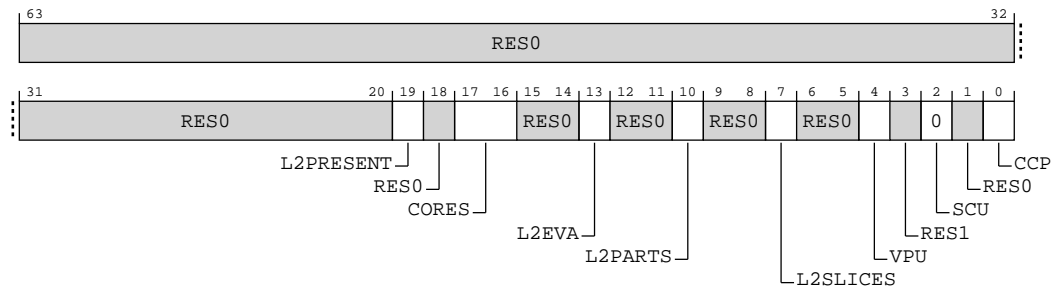 63 32
RES0
31 20 19 18 17 16 15 14 13 12 11 10 9 8 7 6 5 4 3 2 1 0
RES0 RES0 RES0 RES0 RES0 0
L2PRESENT CCP
RES0 RES0
CORES SCU
L2EVA RES1
L2PARTS VPU
L2SLICES